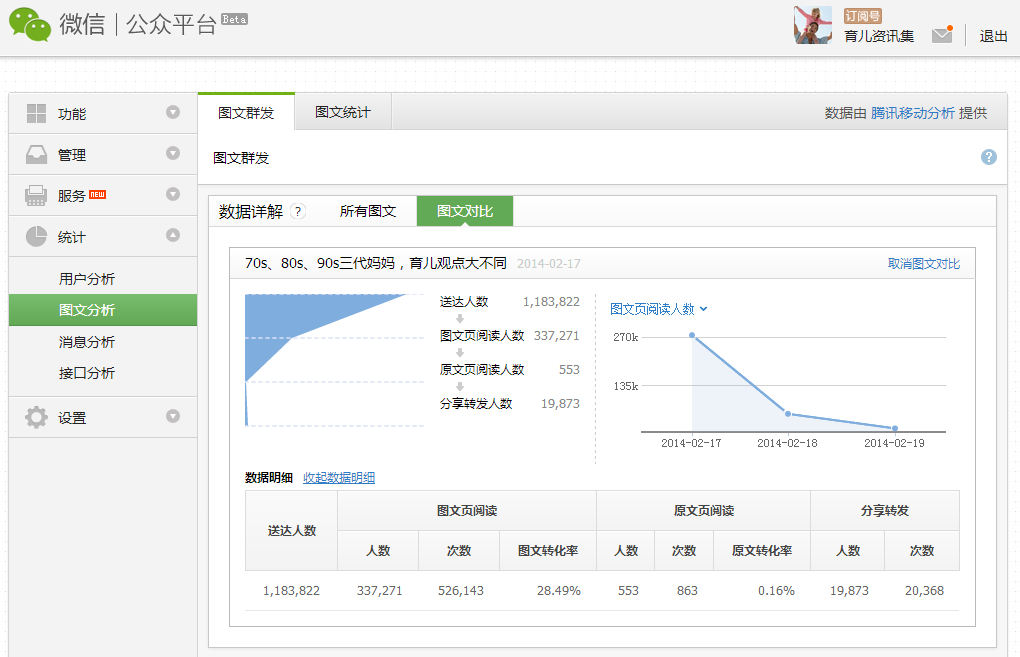 微信 | 公众平台 Beta
订阅号
育儿资讯集
退出
功能
管理
服务 NEW
统计
用户分析
图文分析
消息分析
接口分析
设置
图文群发 图文统计 数据由 腾讯移动分析 提供
图文群发 ?
数据详解 ? 所有图文 图文对比
70s、80s、90s三代妈妈，育儿观点大不同 2014-02-17 取消图文对比
送达人数 1,183,822
图文页阅读人数 337,271
原文页阅读人数 553
分享转发人数 19,873
图文页阅读人数
270k
135k
2014-02-17 2014-02-18 2014-02-19
数据明细 收起数据明细
送达人数 图文页阅读 原文页阅读 分享转发
人数 次数 图文转化率 人数 次数 原文转化率 人数 次数
1,183,822 337,271 526,143 28.49% 553 863 0.16% 19,873 20,368